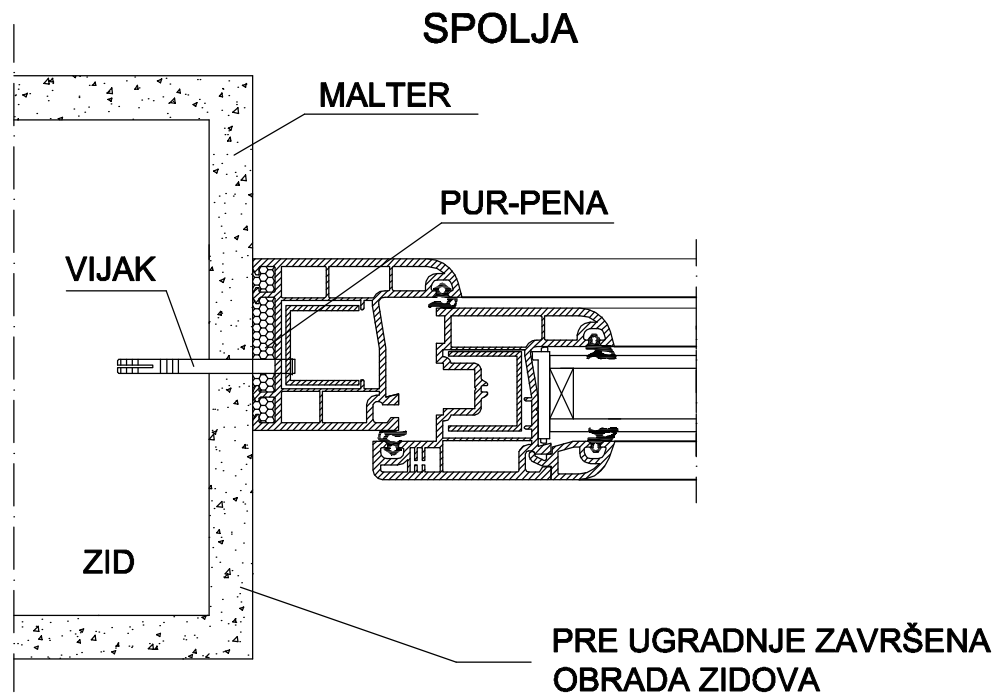 SPOLJA
MALTER
PUR-PENA
VIJAK
ZID
PRE UGRADNJE ZAVRŠENA
OBRADA ZIDOVA